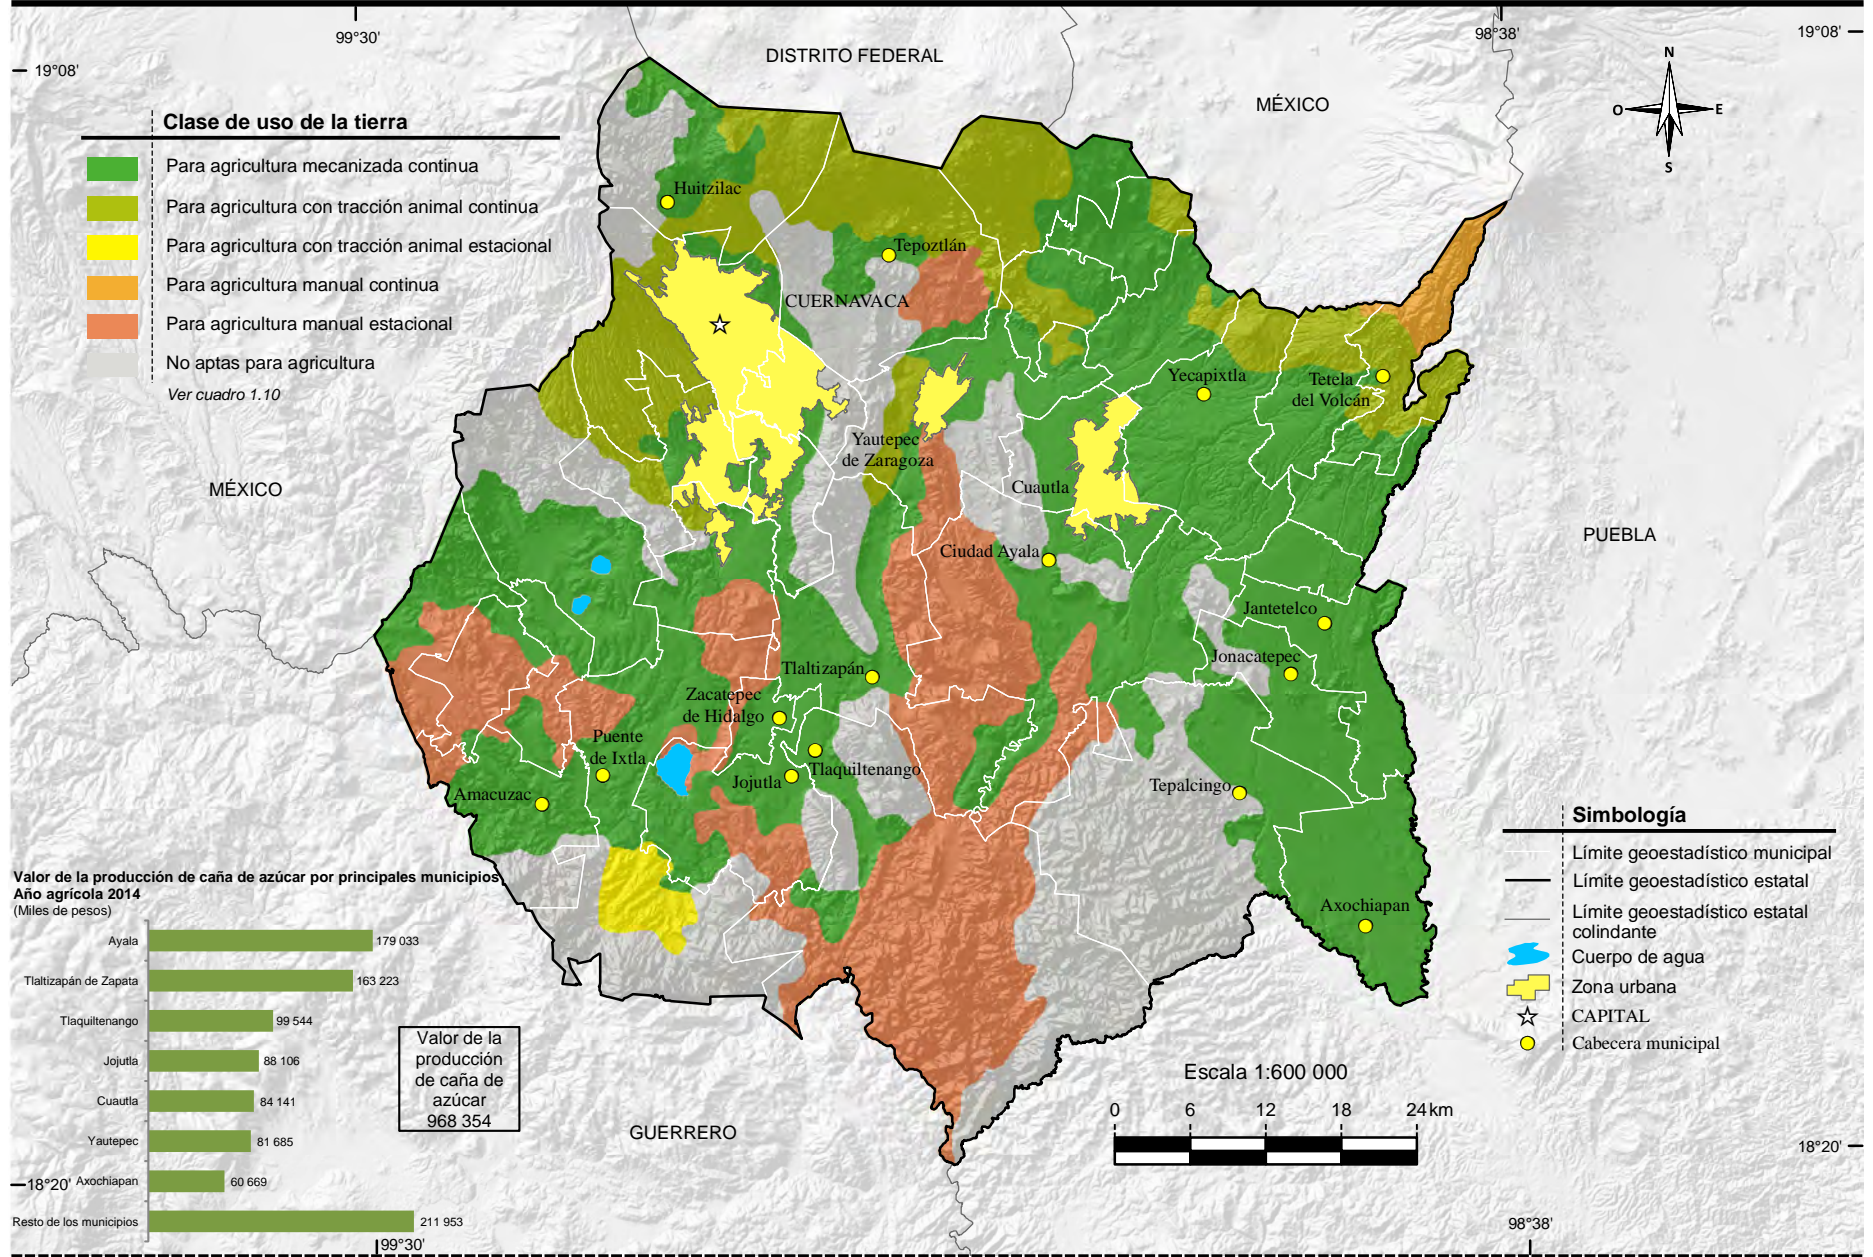 99°30'
98°38'
19°08'
19°08'
DISTRITO FEDERAL
MÉXICO
N
O
E
S
Clase de uso de la tierra
Para agricultura mecanizada continua
Para agricultura con tracción animal continua
Para agricultura con tracción animal estacional
Para agricultura manual continua
Para agricultura manual estacional
No aptas para agricultura
Ver cuadro 1.10
Huitzilac
Tepoztlán
CUERNAVACA
Yecapixtla
Tetela
del Volcán
Yautepec
de Zaragoza
Cuautla
MÉXICO
PUEBLA
Ciudad Ayala
Jantetelco
Jonacatepec
Tlaltizapán
Zacatepec
de Hidalgo
Puente
de Ixtla
Tlaquiltenango
Jojutla
Amacuzac
Tepalcingo
Axochiapan
GUERRERO
Valor de la producción de caña de azúcar por principales municipios
Año agrícola 2014
(Miles de pesos)
Ayala 179 033
Tlaltizapán de Zapata 163 223
Tlaquiltenango 99 544
Jojutla 88 106
Cuautla 84 141
Yautepec 81 685
Axochiapan 60 669
Resto de los municipios 211 953
Valor de la
producción
de caña de
azúcar
968 354
Simbología
Límite geoestadístico municipal
Límite geoestadístico estatal
Límite geoestadístico estatal
colindante
Cuerpo de agua
Zona urbana
CAPITAL
Cabecera municipal
Escala 1:600 000
0 6 12 18 24 km
18°20'
18°20'
99°30'
98°38'